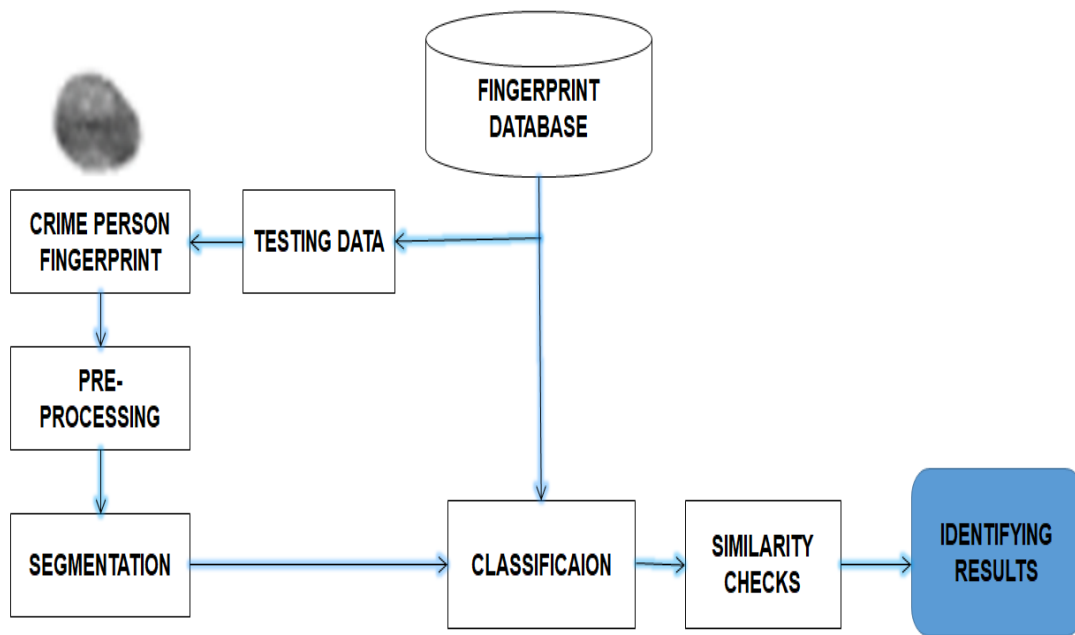 FINGERPRINT
DATABASE
CRIME PERSON
FINGERPRINT
TESTING DATA
PRE-
PROCESSING
SEGMENTATION
CLASSIFICAION
SIMILARITY
CHECKS
IDENTIFYING
RESULTS